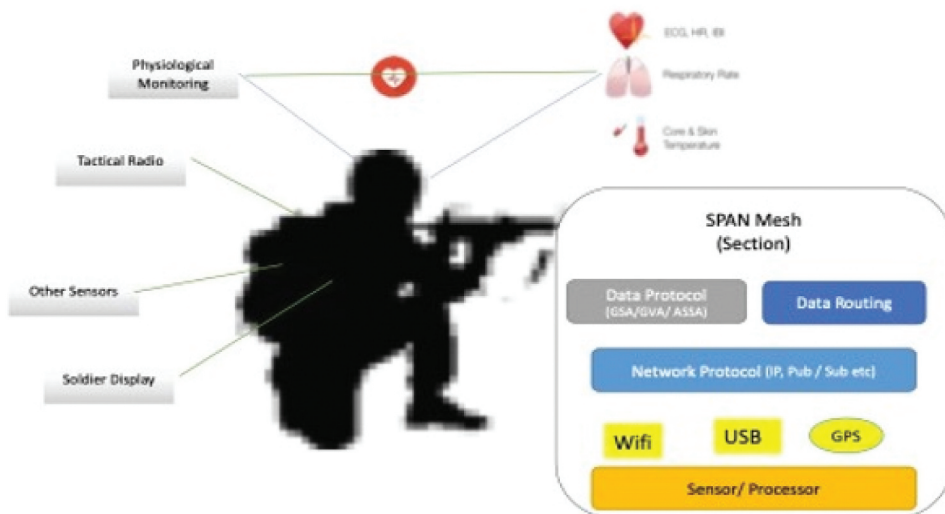 Physiological
Monitoring
Tactical Radio
Other Sensors
Soldier Display
ECG, HR, IBI
Respiratory Rate
Core & Skin
Temperature
SPAN Mesh
(Section)
Data Protocol
(GSA/GVA/ ASSA)
Data Routing
Network Protocol (IP, Pub / Sub etc)
Wifi
USB
GPS
Sensor/ Processor